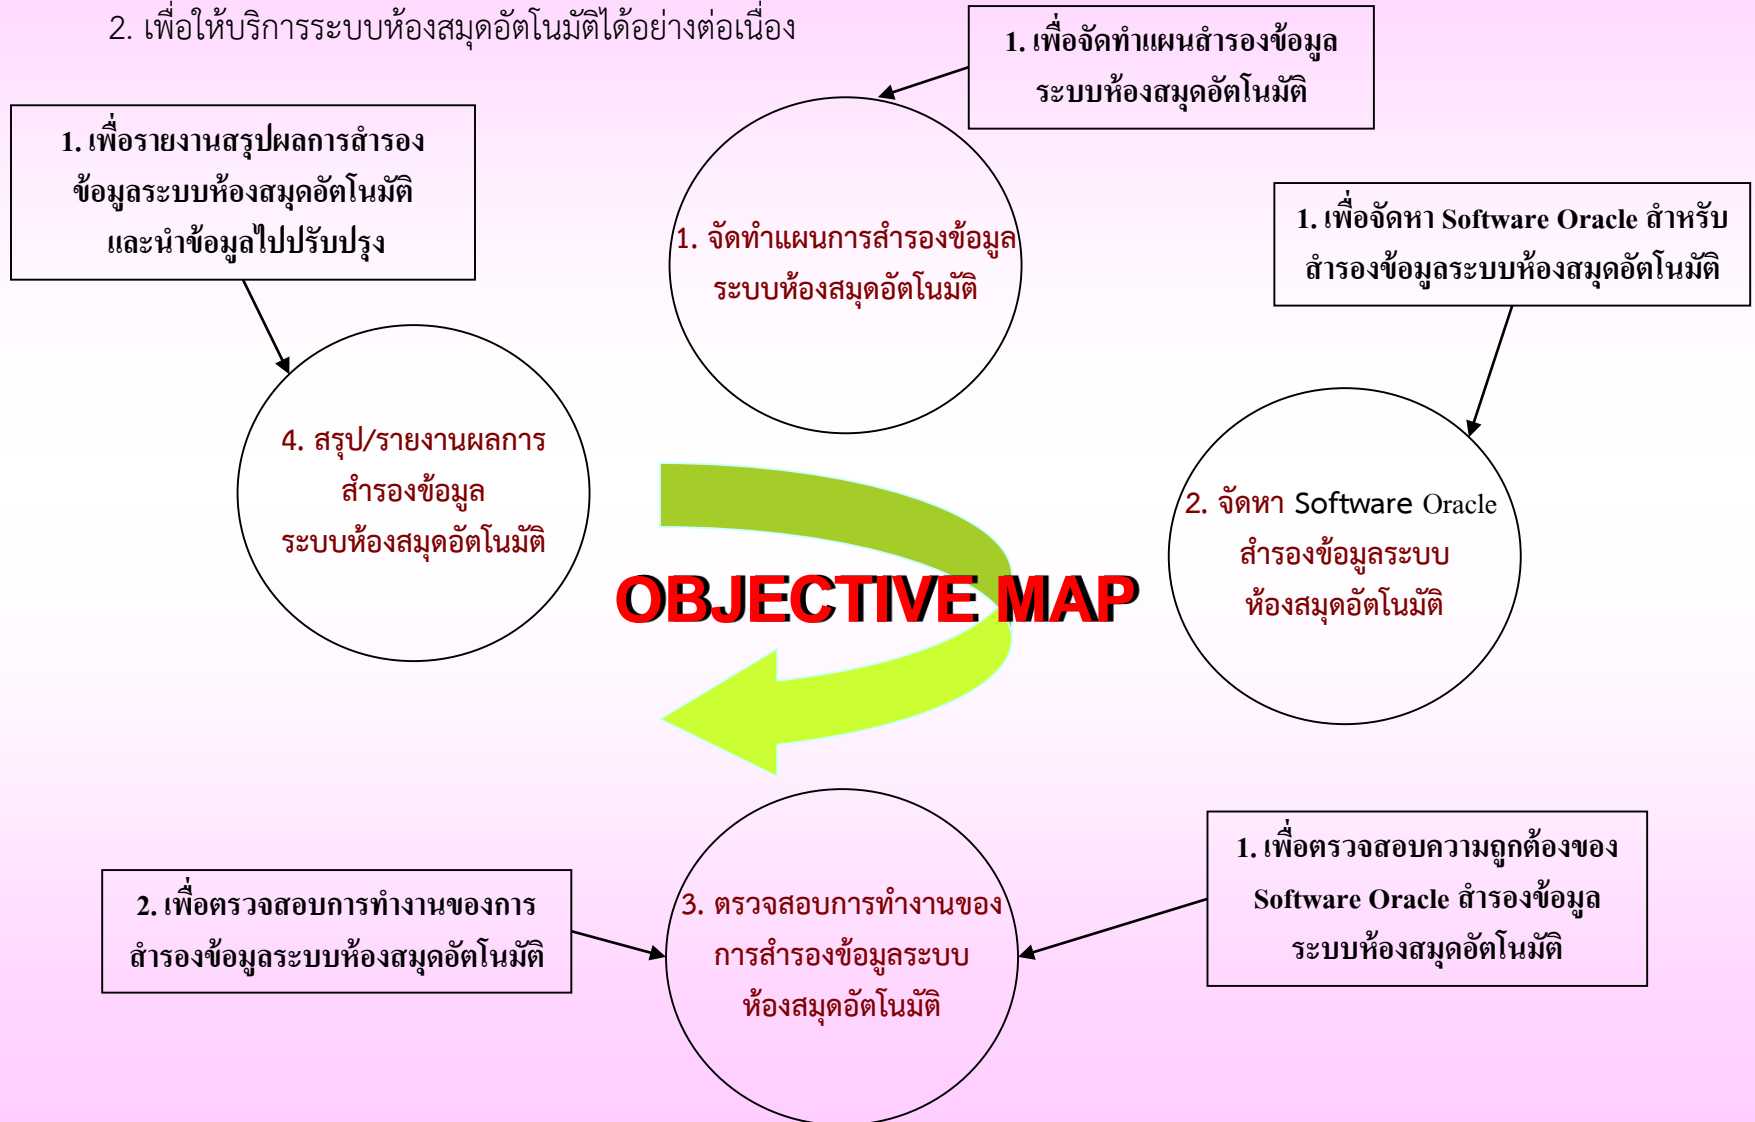 2. เพื่อให้บริการระบบห้องสมุดอัตโนมัติได้อย่างต่อเนื่อง
1. เพื่อจัดทำแผนสำรองข้อมูล
ระบบห้องสมุดอัตโนมัติ
1. เพื่อรายงานสรุปผลการสำรอง
ข้อมูลระบบห้องสมุดอัตโนมัติ
และนำข้อมูลไปปรับปรุง
1. จัดทำแผนการสำรองข้อมูล
ระบบห้องสมุดอัตโนมัติ
1. เพื่อจัดหา Software Oracle สำหรับ
สำรองข้อมูลระบบห้องสมุดอัตโนมัติ
4. สรุป/รายงานผลการ
สำรองข้อมูล
ระบบห้องสมุดอัตโนมัติ
2. จัดหา Software Oracle
สำรองข้อมูลระบบ
ห้องสมุดอัตโนมัติ
OBJECTIVE MAP
2. เพื่อตรวจสอบการทำงานของการ
สำรองข้อมูลระบบห้องสมุดอัตโนมัติ
3. ตรวจสอบการทำงานของ
การสำรองข้อมูลระบบ
ห้องสมุดอัตโนมัติ
1. เพื่อตรวจสอบความถูกต้องของ
Software Oracle สำรองข้อมูล
ระบบห้องสมุดอัตโนมัติ